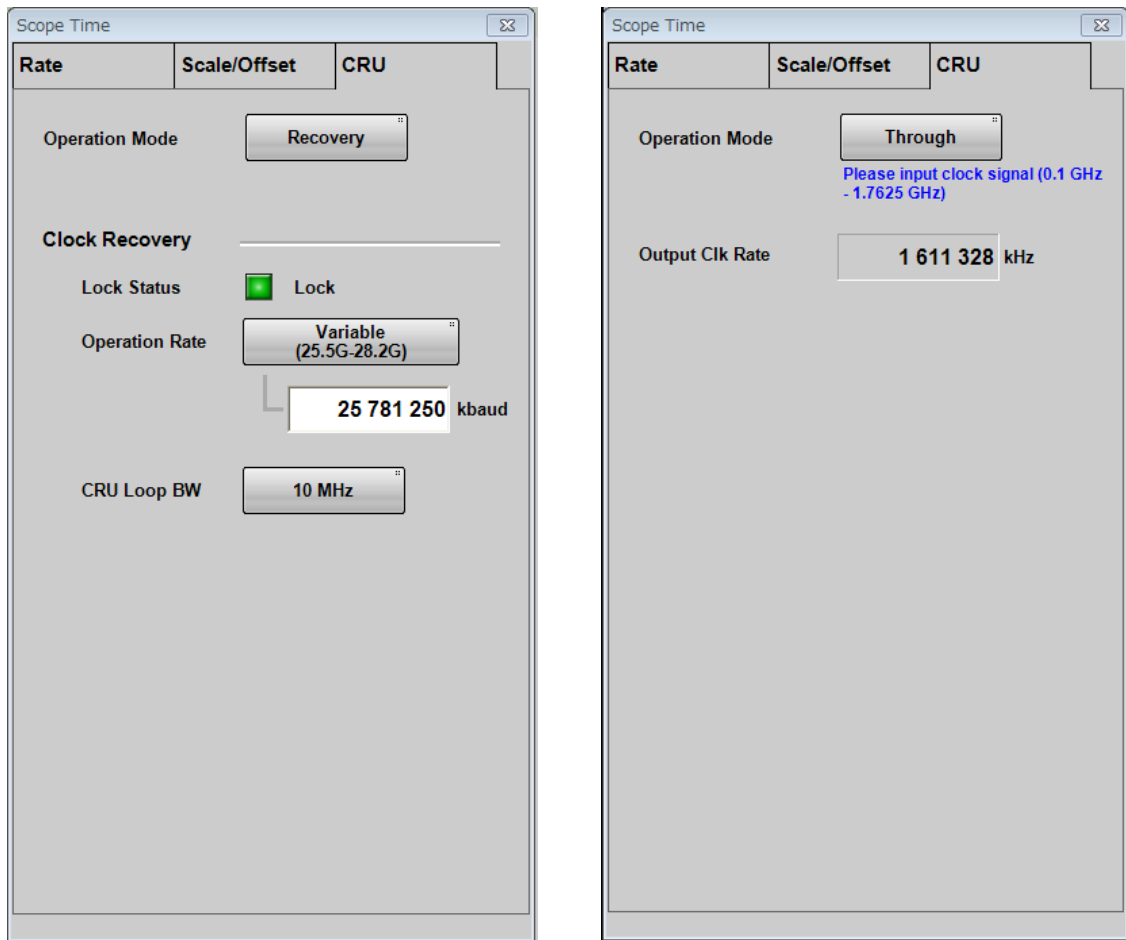 Scope Time
Rate Scale/Offset CRU
Operation Mode Recovery
Clock Recovery
Lock Status Lock
Operation Rate Variable
(25.5G-28.2G)
25 781 250 kbaud
CRU Loop BW 10 MHz
Scope Time
Rate Scale/Offset CRU
Operation Mode Through
Please input clock signal (0.1 GHz
- 1.7625 GHz)
Output Clk Rate 1 611 328 kHz